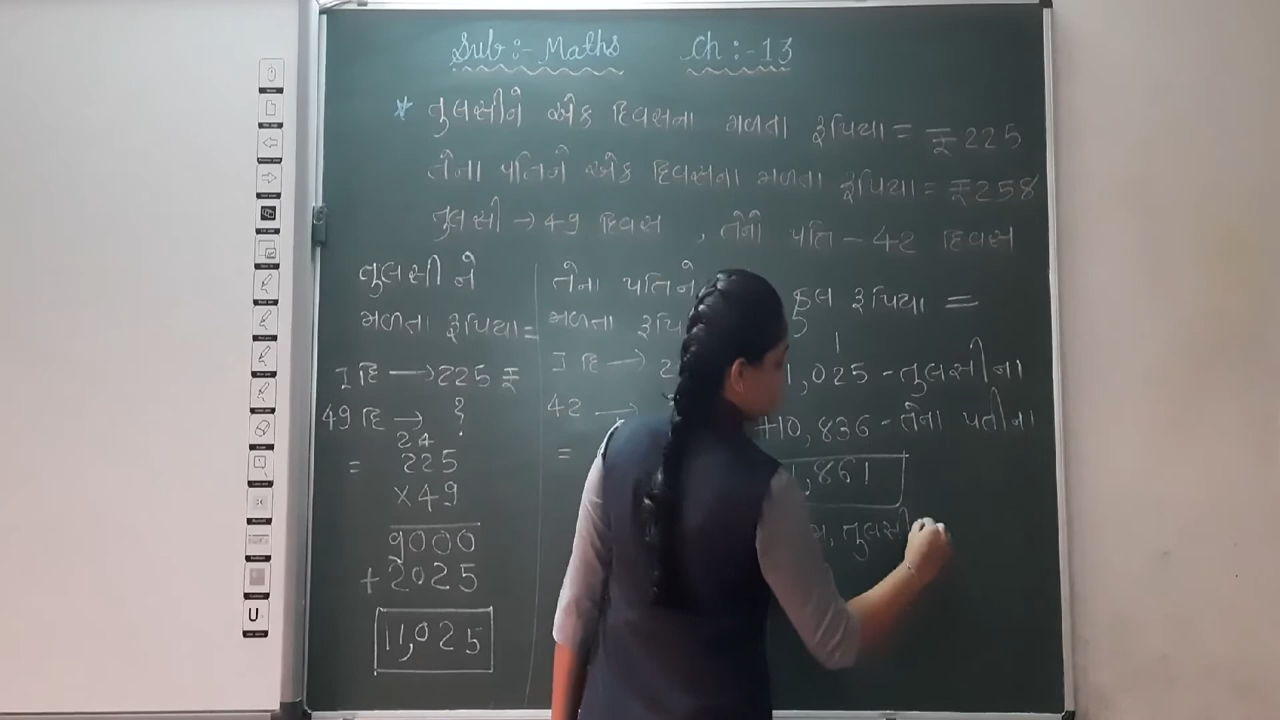 Sub :- Maths Ch :- 13
* તુલસીને એક દિવસના મળતા રૂપિયા = ₹225
તેના પતિને એક દિવસના મળતા રૂપિયા = ₹258
તુલસી → 49 દિવસ , તેનો પતિ - 42 દિવસ
તુલસી ને
મળતા રૂપિયા =
1 દિ → 225 ₹
49 દિ → ?
24
= 225
×49
9000
+2025
11,025
તેના પતિને
મળતા
1 દિ →
42 →
=
કુલ રૂપિયા =
1
1,025 - તુલસીના
+10,836 - તેના પતીના
,861
તુલસી